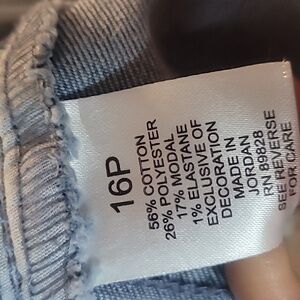 16P
56% COTTON
26% POLYESTER
17% MODAL
1% ELASTANE
EXCLUSIVE OF
DECORATION
MADE IN
JORDAN
RN 89828
SEE REVERSE
FOR CARE